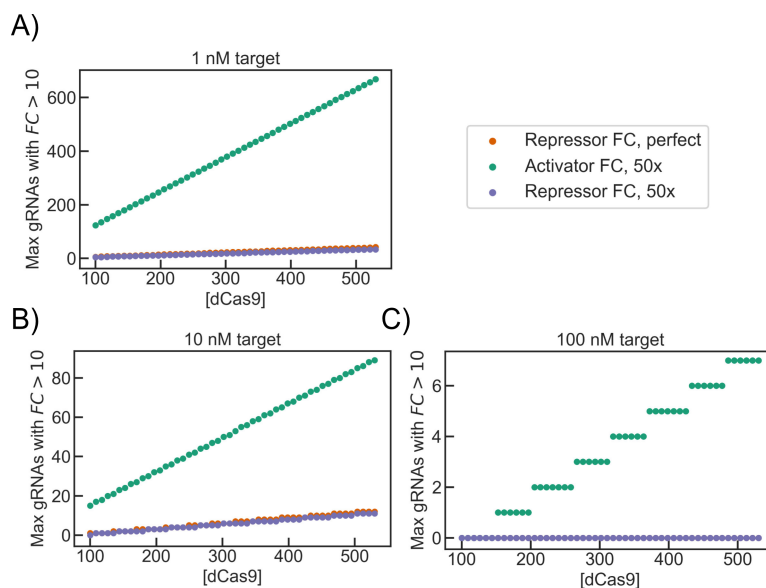 A)
1 nM target
Max gRNAs with FC > 10
600
400
200
0
100 200 300 400 500
[dCas9]
Repressor FC, perfect
Activator FC, 50x
Repressor FC, 50x
B)
10 nM target
Max gRNAs with FC > 10
80
60
40
20
0
100 200 300 400 500
[dCas9]
C)
100 nM target
Max gRNAs with FC > 10
6
4
2
0
100 200 300 400 500
[dCas9]